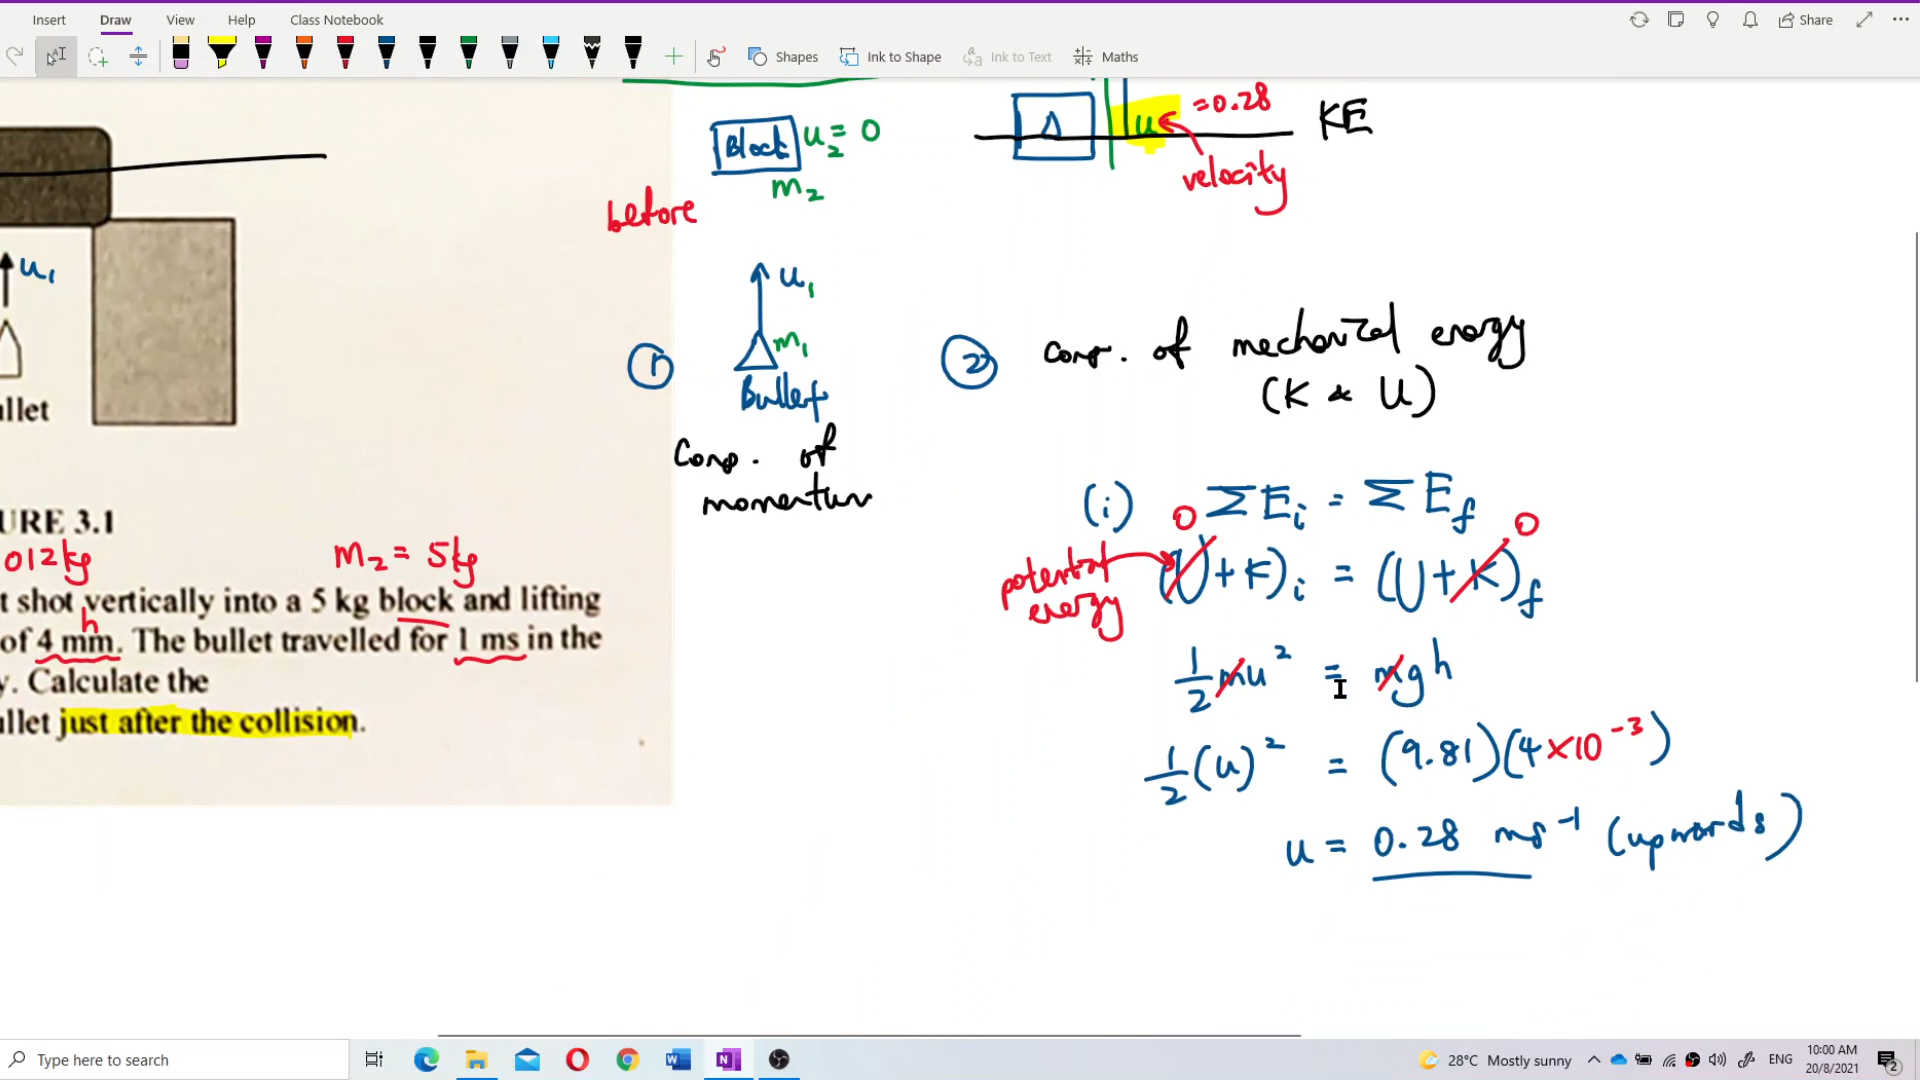 Insert Draw View Help Class Notebook
Share
Shapes Ink to Shape Ink to Text Maths
Block u₂ = 0
m₂
before
u = 0.28 KE
velocity
u₁
u₁
m₁
① Bullet
Cons. of
momentum
② Cons. of mechanical energy
(K & U)
llet
URE 3.1
012kg m₂ = 5kg
t shot vertically into a 5 kg block and lifting
h
of 4 mm. The bullet travelled for 1 ms in the
y. Calculate the
ullet just after the collision.
(i) ΣEᵢ = ΣE_f
0 0
potential energy
(U+K)ᵢ = (U+K)_f
½mu² = mgh
½(u)² = (9.81)(4×10⁻³)
u = 0.28 ms⁻¹ (upwards)
Type here to search
28°C Mostly sunny ENG 10:00 AM
20/8/2021
2